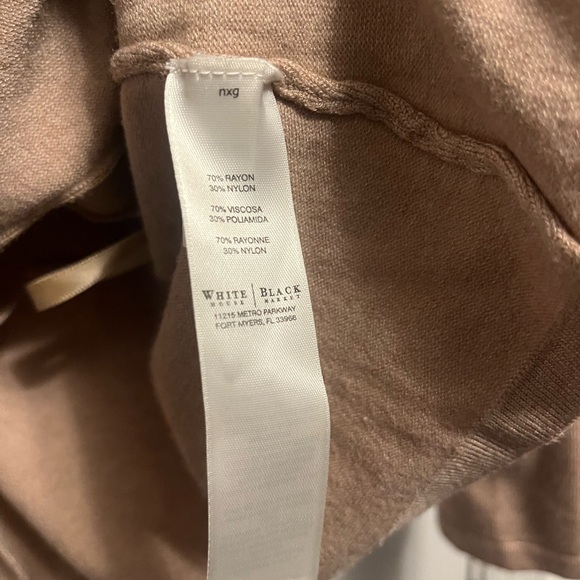 nxg
70% RAYON
30% NYLON
70% VISCOSA
30% POLIAMIDA
70% RAYONNE
30% NYLON
WHITE HOUSE | BLACK MARKET
11215 METRO PARKWAY
FORT MYERS, FL 33966